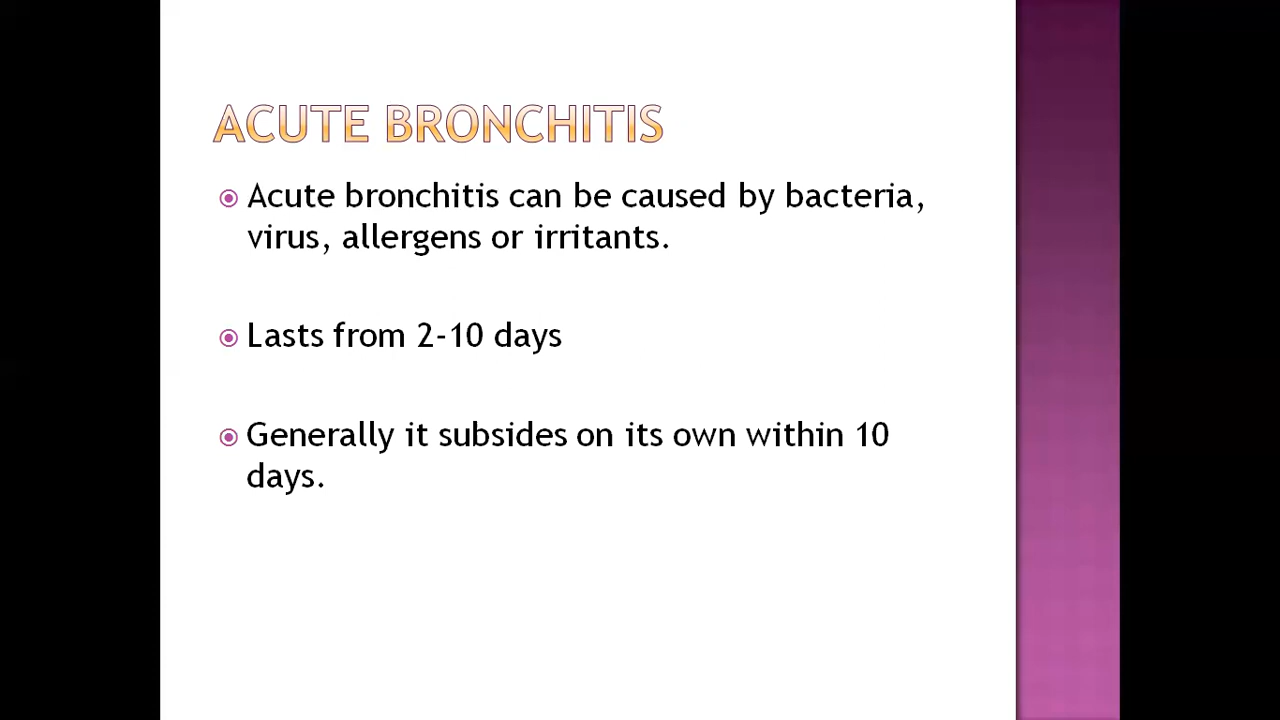 ACUTE BRONCHITIS
Acute bronchitis can be caused by bacteria,
virus, allergens or irritants.
Lasts from 2-10 days
Generally it subsides on its own within 10
days.